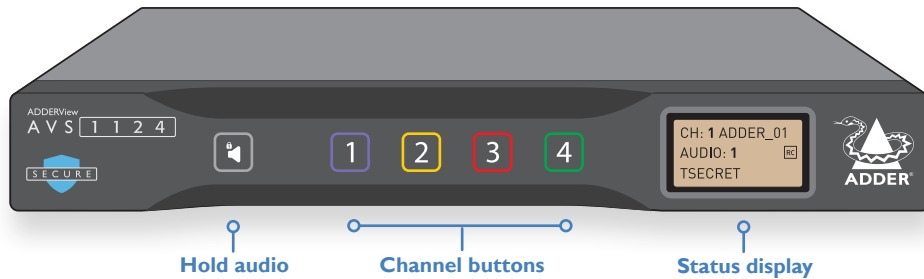 ADDERView
AVS 1124
SECURE
1
2
3
4
CH: 1 ADDER_01
AUDIO: 1 RC
TSECRET
ADDER®
Hold audio
Channel buttons
Status display